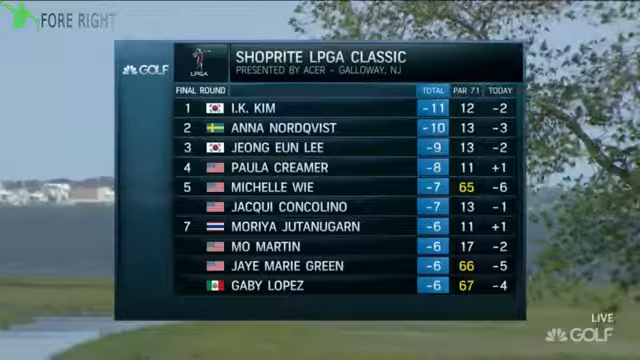 FORE RIGHT
GOLF
LPGA
SHOPRITE LPGA CLASSIC
PRESENTED BY ACER - GALLOWAY, NJ
FINAL ROUND TOTAL PAR 71 TODAY
1 I.K. KIM -11 12 -2
2 ANNA NORDQVIST -10 13 -3
3 JEONG EUN LEE -9 13 -2
4 PAULA CREAMER -8 11 +1
5 MICHELLE WIE -7 65 -6
JACQUI CONCOLINO -7 13 -1
7 MORIYA JUTANUGARN -6 11 +1
MO MARTIN -6 17 -2
JAYE MARIE GREEN -6 66 -5
GABY LOPEZ -6 67 -4
LIVE
GOLF